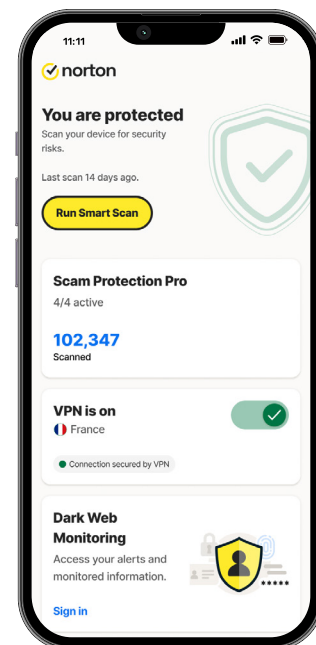 11:11
norton
You are protected
Scan your device for security
risks.
Last scan 14 days ago.
Run Smart Scan
Scam Protection Pro
4/4 active
102,347
Scanned
VPN is on
France
Connection secured by VPN
Dark Web
Monitoring
Access your alerts and
monitored information.
*****
Sign in